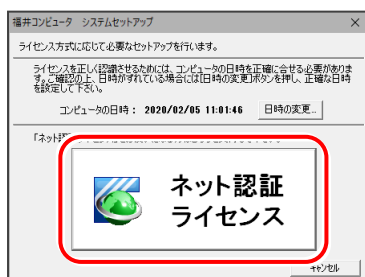 福井コンピュータ システムセットアップ
ライセンス方式に応じて必要なセットアップを行います。
ライセンスを正しく認識させるためには、コンピュータの日時を正確に合せる必要がありま
す。ご確認の上、日時がずれている場合には[日時の変更]ボタンを押し、正確な日時
を設定して下さい。
コンピュータの日時： 2020/02/05 11:01:46 日時の変更...
「ネット認
ネット認証
ライセンス
キャンセル